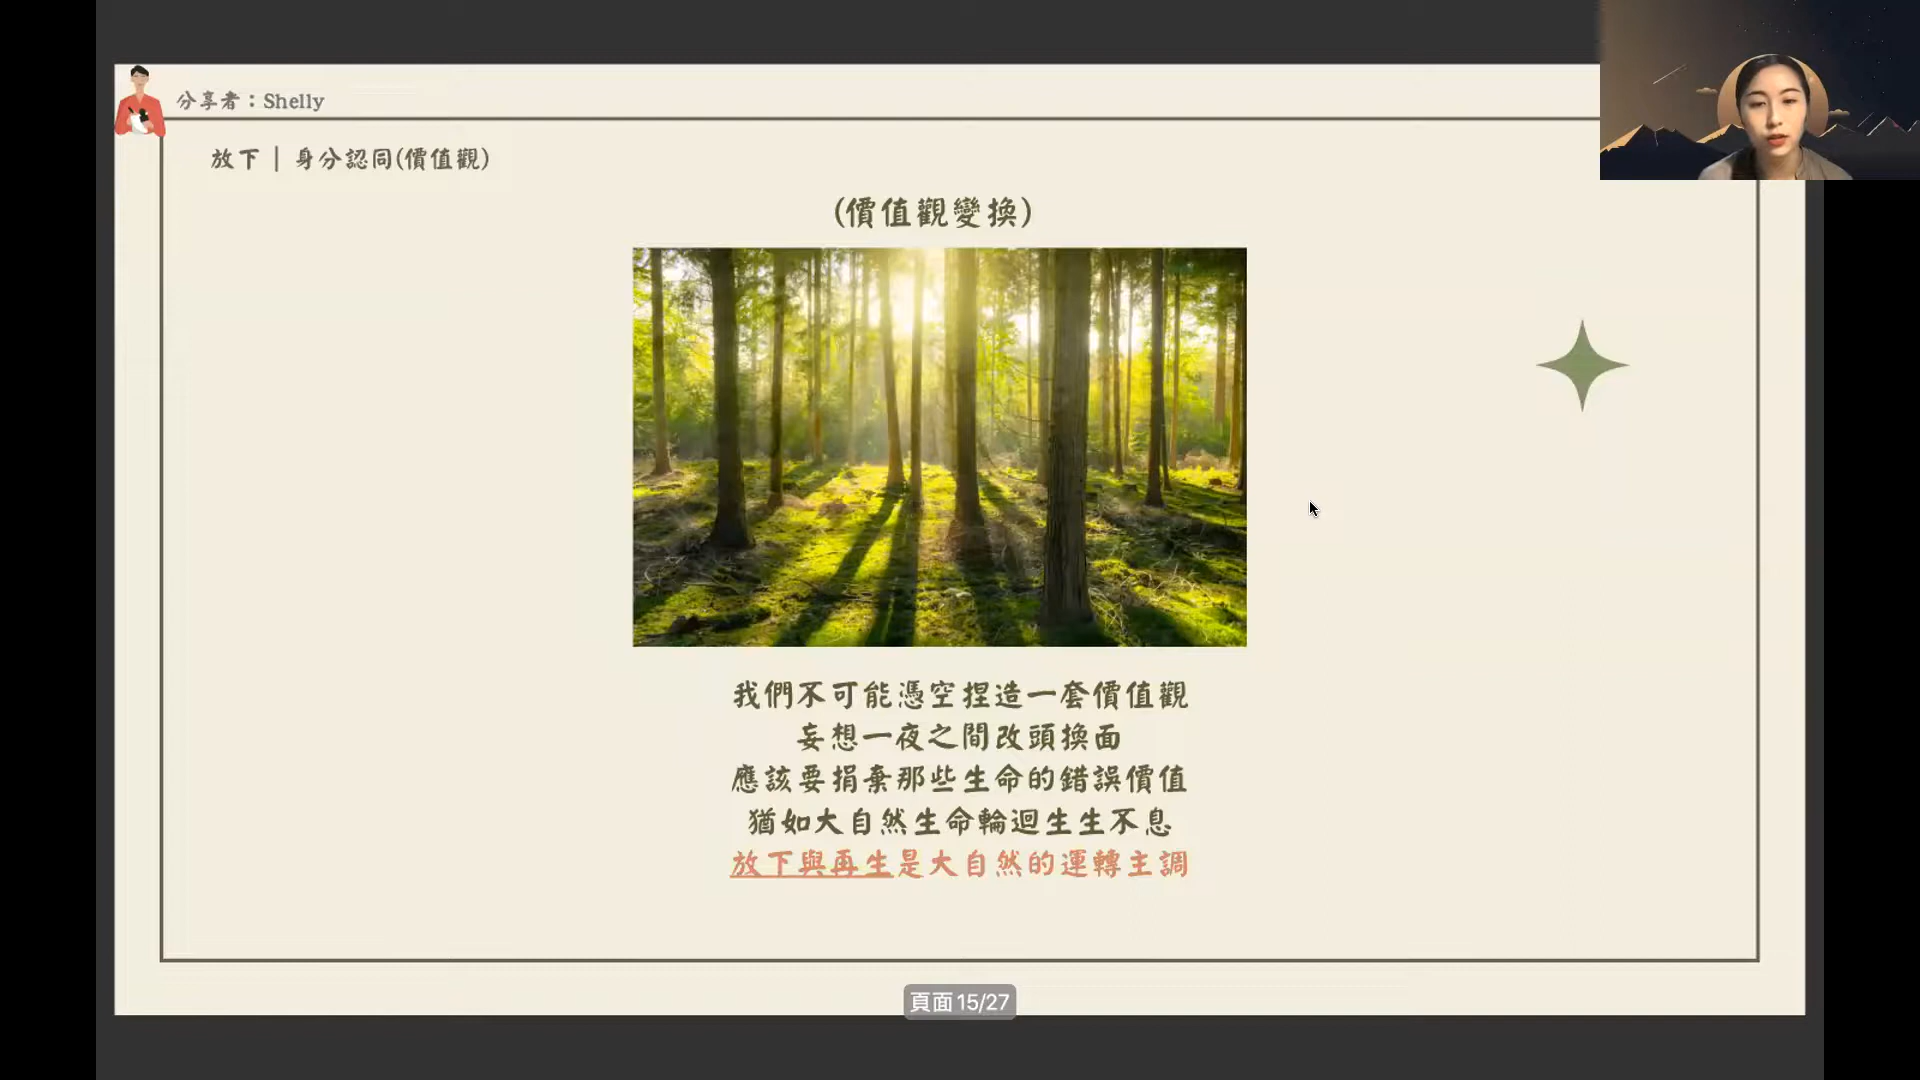 分享者：Shelly
放下｜身分認同(價值觀)
(價值觀變換)
我們不可能憑空捏造一套價值觀
妄想一夜之間改頭換面
應該要捐棄那些生命的錯誤價值
猶如大自然生命輪迴生生不息
放下與再生是大自然的運轉主調
頁面 15/27